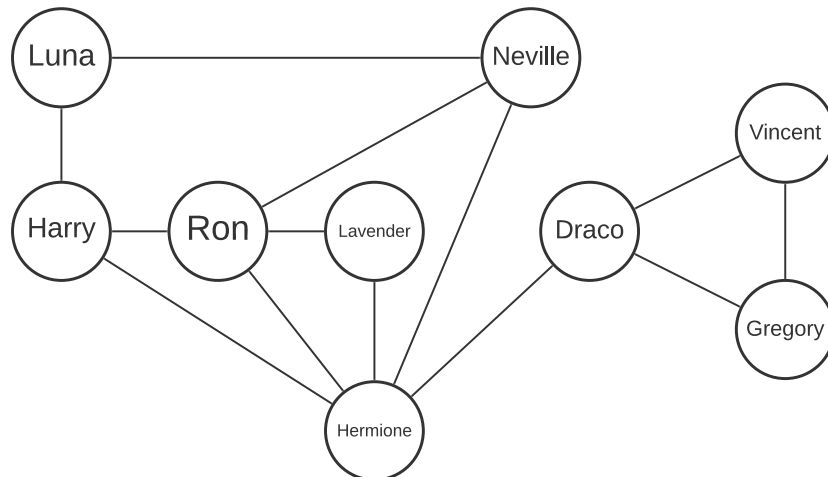 Luna
Neville
Vincent
Harry
Ron
Lavender
Draco
Gregory
Hermione